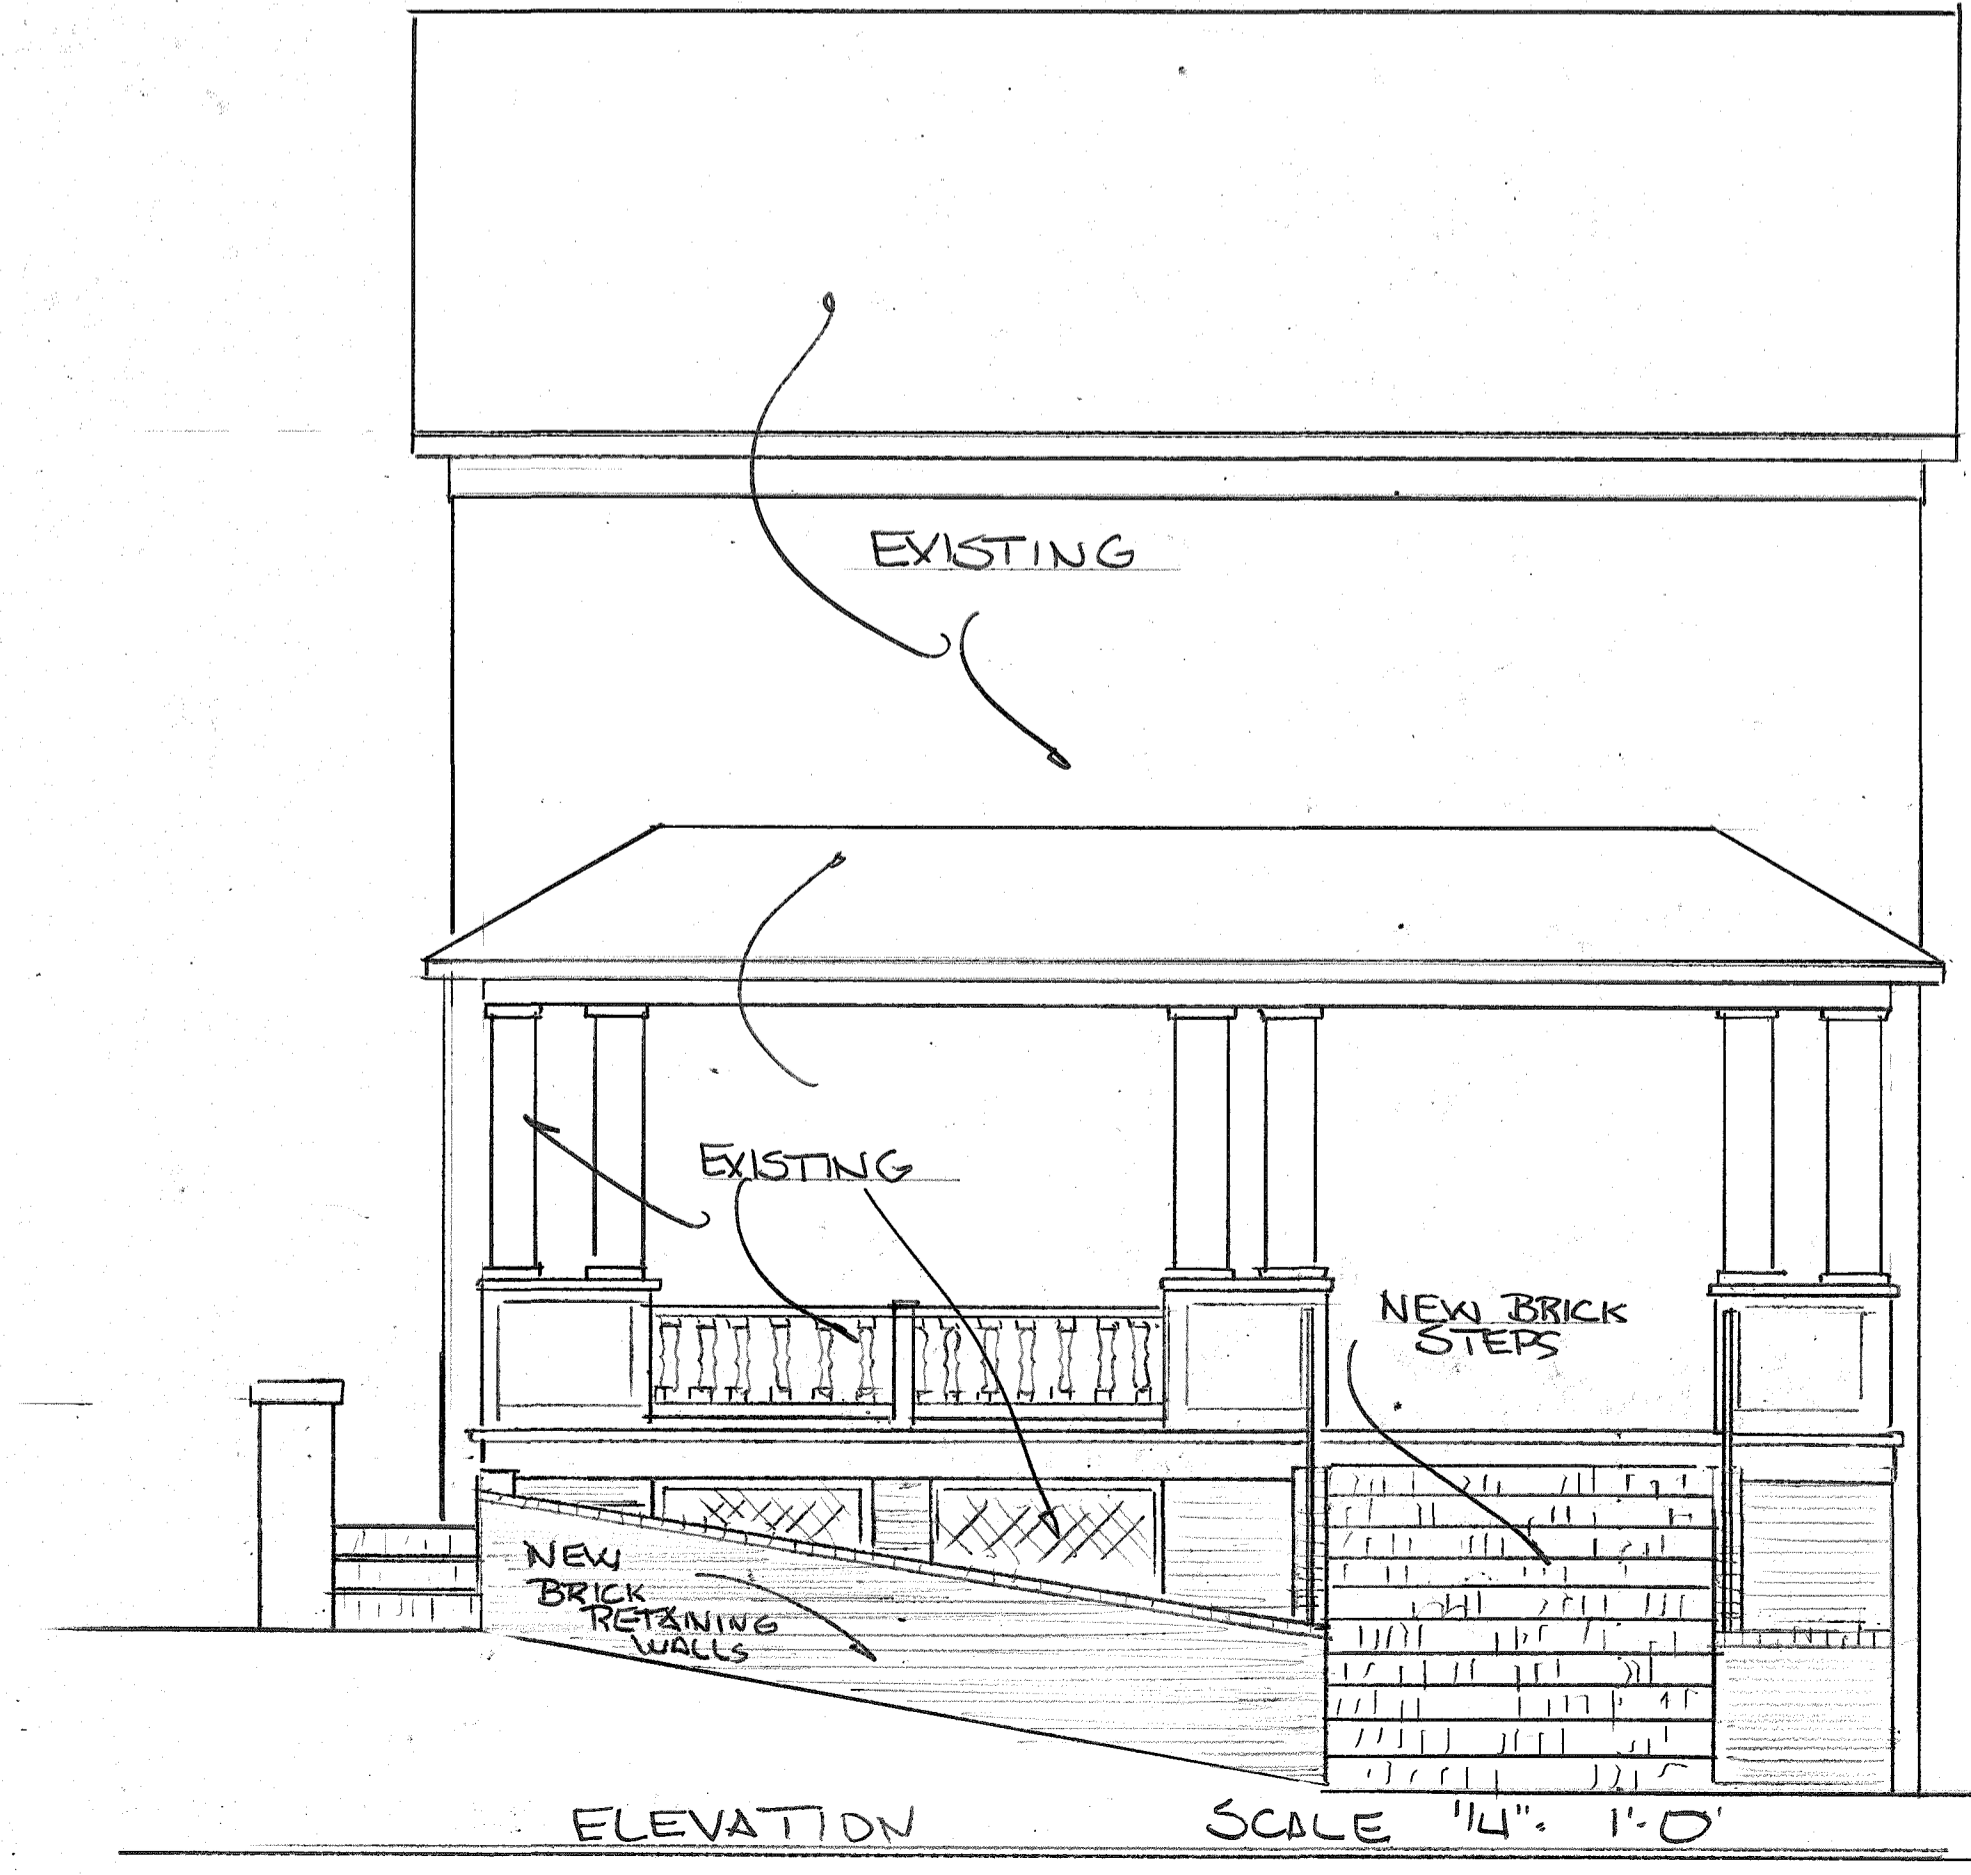 EXISTING
EXISTING
NEW BRICK
STEPS
NEW
BRICK
RETAINING
WALLS
ELEVATION
SCALE "1/4": 1'-0'